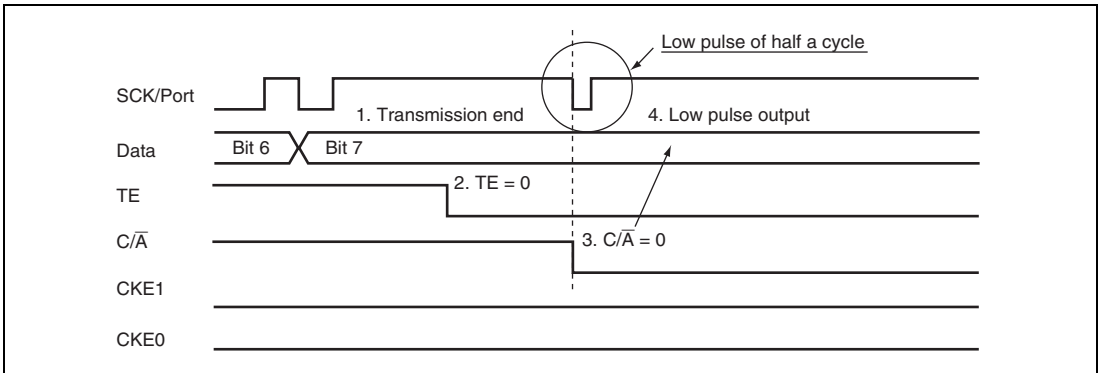 Low pulse of half a cycle
SCK/Port
1. Transmission end
4. Low pulse output
Data
Bit 6
Bit 7
TE
2. TE = 0
C/A̅
3. C/A̅ = 0
CKE1
CKE0